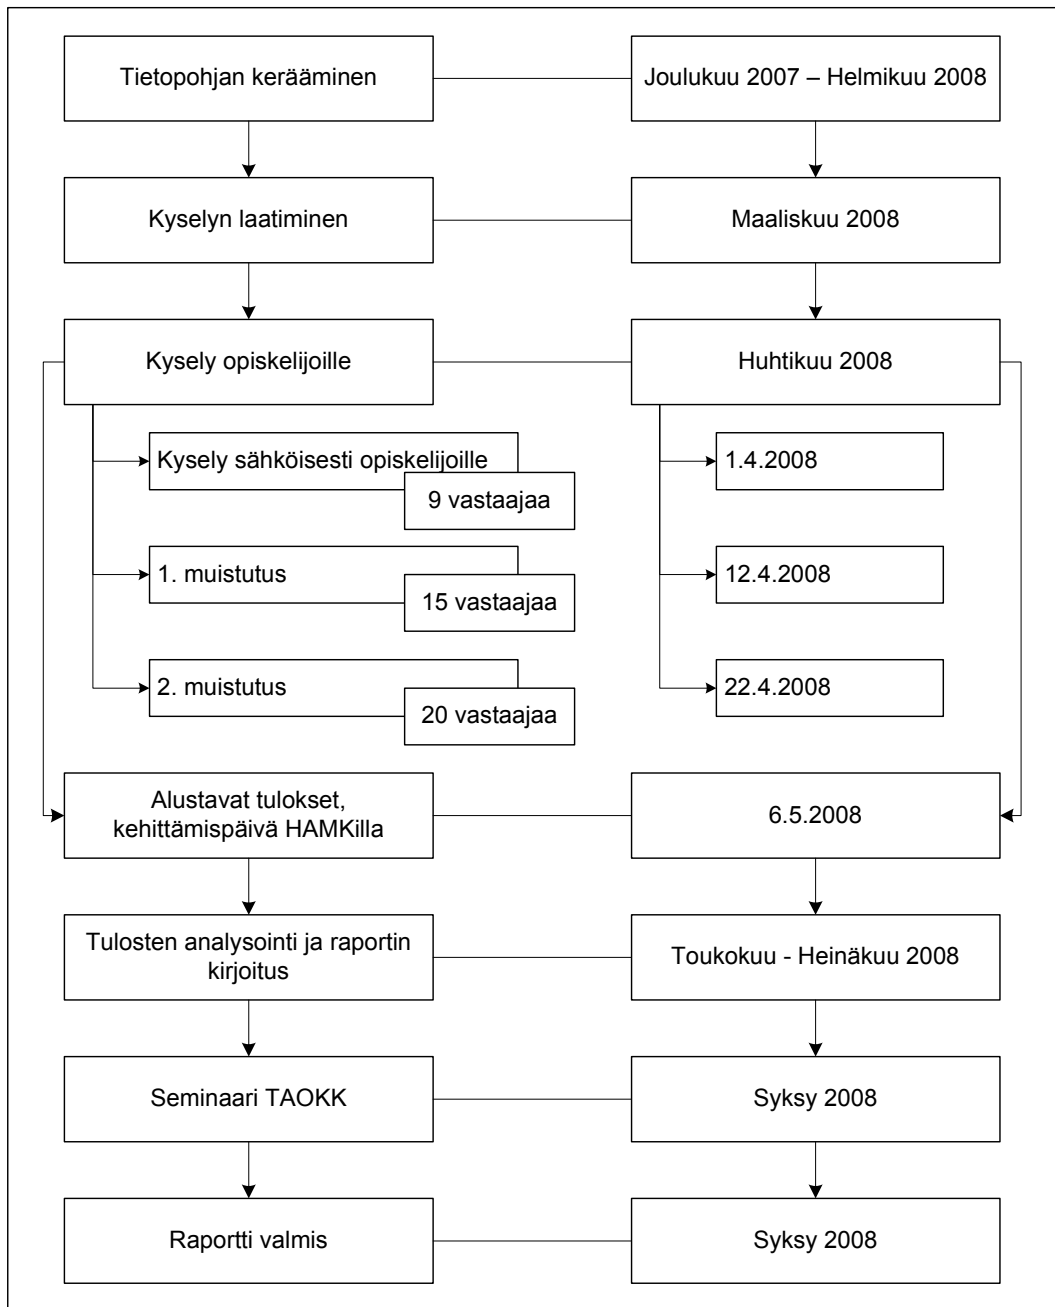 Tietopohjan kerääminen
Joulukuu 2007 – Helmikuu 2008
Kyselyn laatiminen
Maaliskuu 2008
Kysely opiskelijoille
Huhtikuu 2008
Kysely sähköisesti opiskelijoille
9 vastaajaa
1.4.2008
1. muistutus
15 vastaajaa
12.4.2008
2. muistutus
20 vastaajaa
22.4.2008
Alustavat tulokset,
kehittämispäivä HAMKilla
6.5.2008
Tulosten analysointi ja raportin
kirjoitus
Toukokuu - Heinäkuu 2008
Seminaari TAOKK
Syksy 2008
Raportti valmis
Syksy 2008